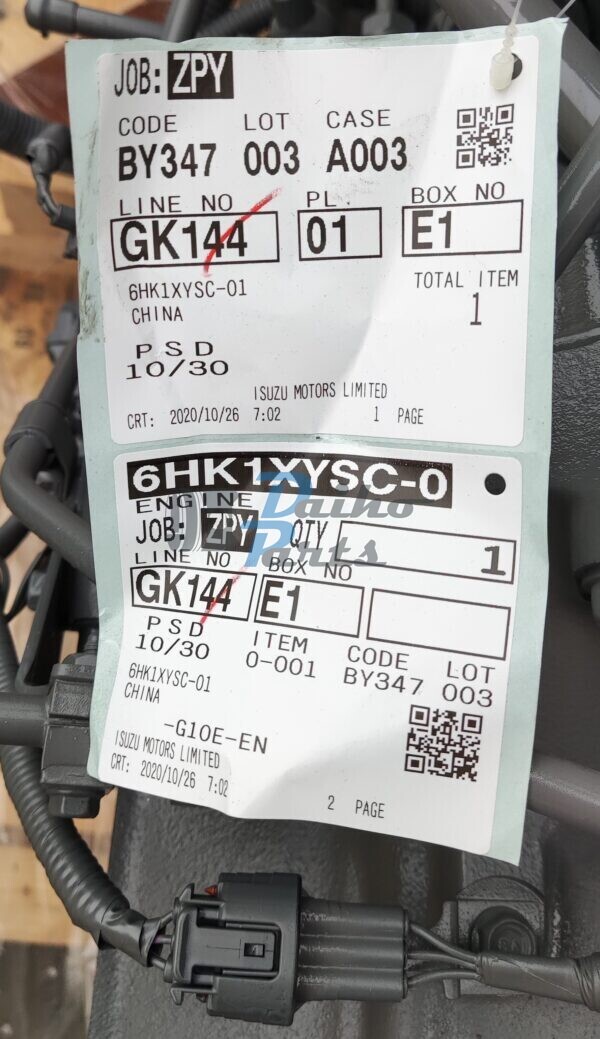 JOB: ZPY
CODE LOT CASE
BY347 003 A003
LINE NO PL. BOX NO
GK144 01 E1
6HK1XYSC-01 TOTAL ITEM
CHINA 1
PSD
10/30
ISUZU MOTORS LIMITED
CRT: 2020/10/26 7:02 1 PAGE
6HK1XYSC-0
ENGINE
JOB: ZPY QTY 1
LINE NO BOX NO
GK144 E1
PSD ITEM CODE LOT
10/30 0-001 BY347 003
6HK1XYSC-01
CHINA
-G10E-EN
ISUZU MOTORS LIMITED
CRT: 2020/10/26 7:02
2 PAGE
Daiko
Parts